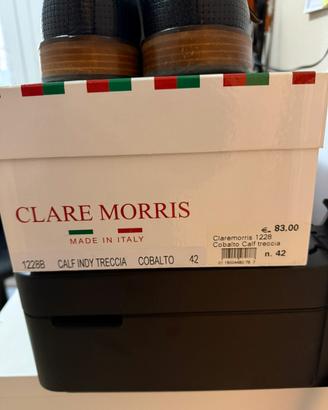 CLARE MORRIS
MADE IN ITALY
1228B CALF INDY TRECCIA COBALTO 42
€ 83.00
Claremorris 1228
Cobalto Calf treccia
n. 42